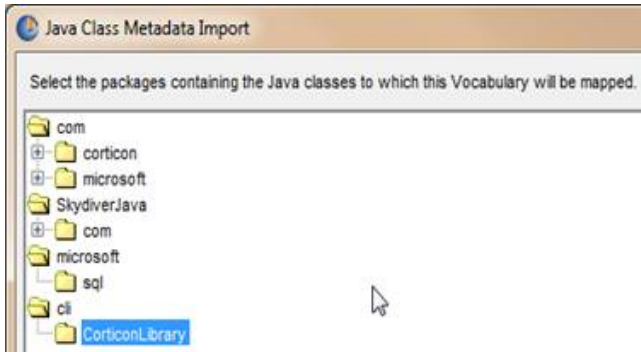 Java Class Metadata Import
Select the packages containing the Java classes to which this Vocabulary will be mapped.
com
corticon
microsoft
SkydiverJava
com
microsoft
sql
cli
CorticonLibrary